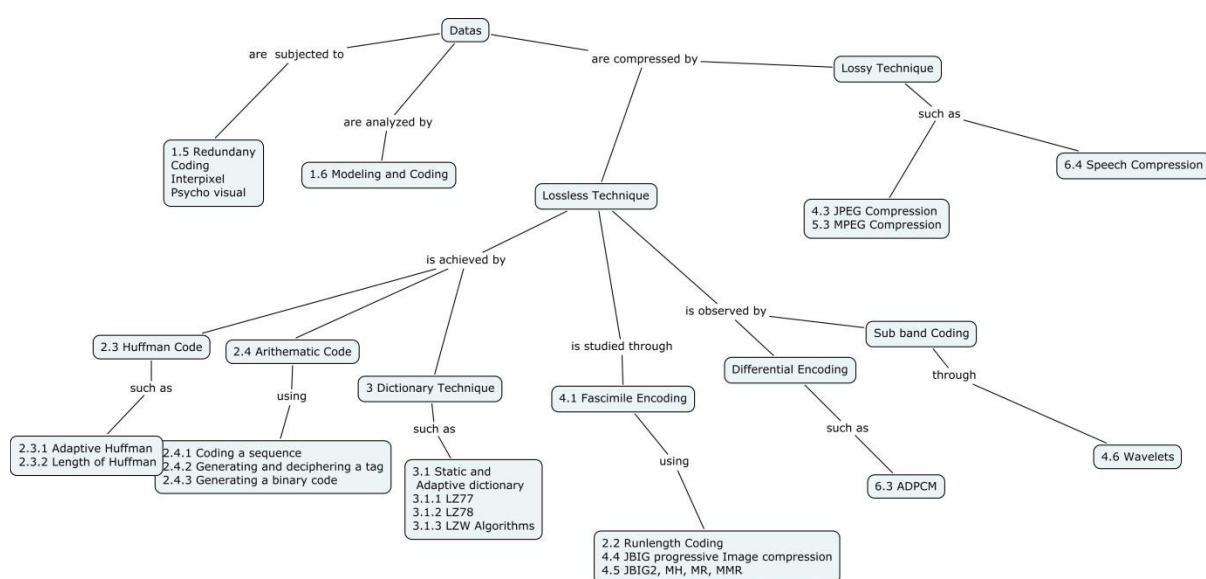 Datas
are  subjected to
are compressed by
Lossy Technique
such as
are analyzed by
1.5 Redundany
Coding
Interpixel
Psycho visual
1.6 Modeling and Coding
6.4 Speech Compression
Lossless Technique
4.3 JPEG Compression
5.3 MPEG Compression
is achieved by
is observed by
2.3 Huffman Code
2.4 Arithematic Code
is studied through
Sub band Coding
Differential Encoding
such as
using
3 Dictionary Technique
4.1 Fascimile Encoding
through
such as
such as
2.3.1 Adaptive Huffman
2.3.2 Length of Huffman
2.4.1 Coding a sequence
2.4.2 Generating and deciphering a tag
2.4.3 Generating a binary code
using
4.6 Wavelets
3.1 Static and
Adaptive dictionary
3.1.1 LZ77
3.1.2 LZ78
3.1.3 LZW Algorithms
6.3 ADPCM
2.2 Runlength Coding
4.4 JBIG progressive Image compression
4.5 JBIG2, MH, MR, MMR